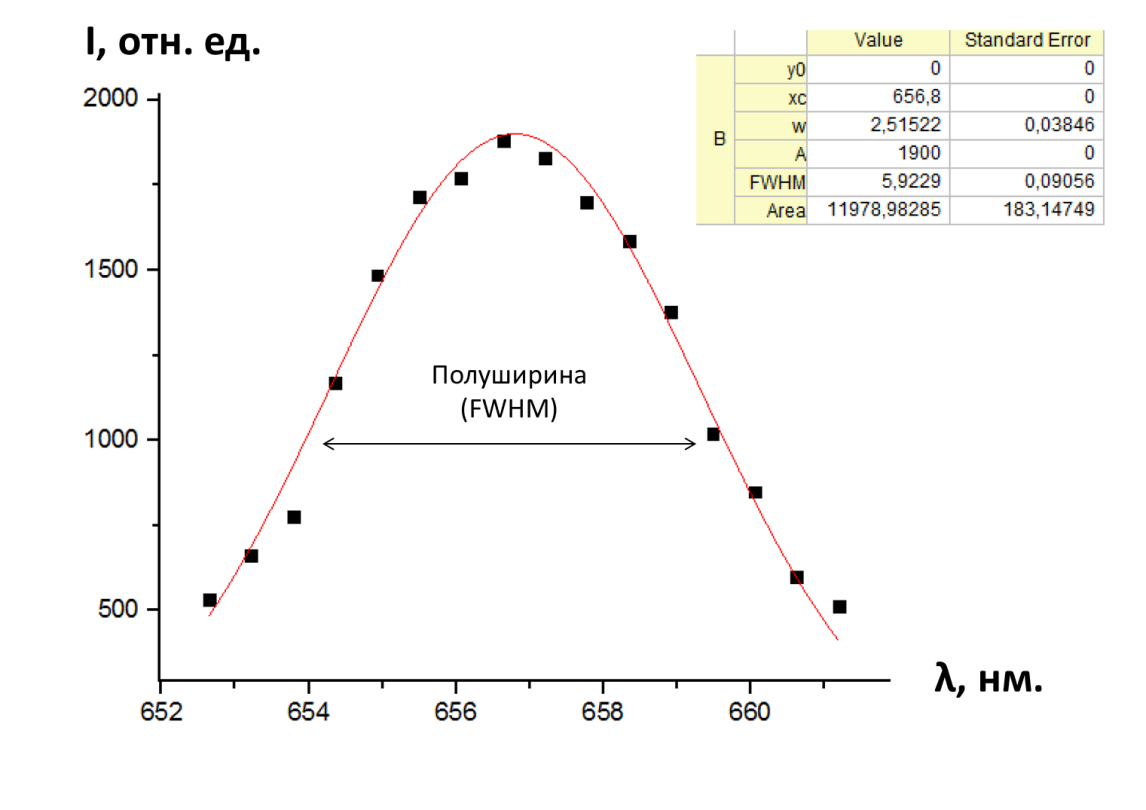 I, отн. ед.
Value Standard Error
B
y0 0 0
xc 656,8 0
w 2,51522 0,03846
A 1900 0
FWHM 5,9229 0,09056
Area 11978,98285 183,14749
2000
1500
1000
500
Полуширина
(FWHM)
652 654 656 658 660
λ, нм.